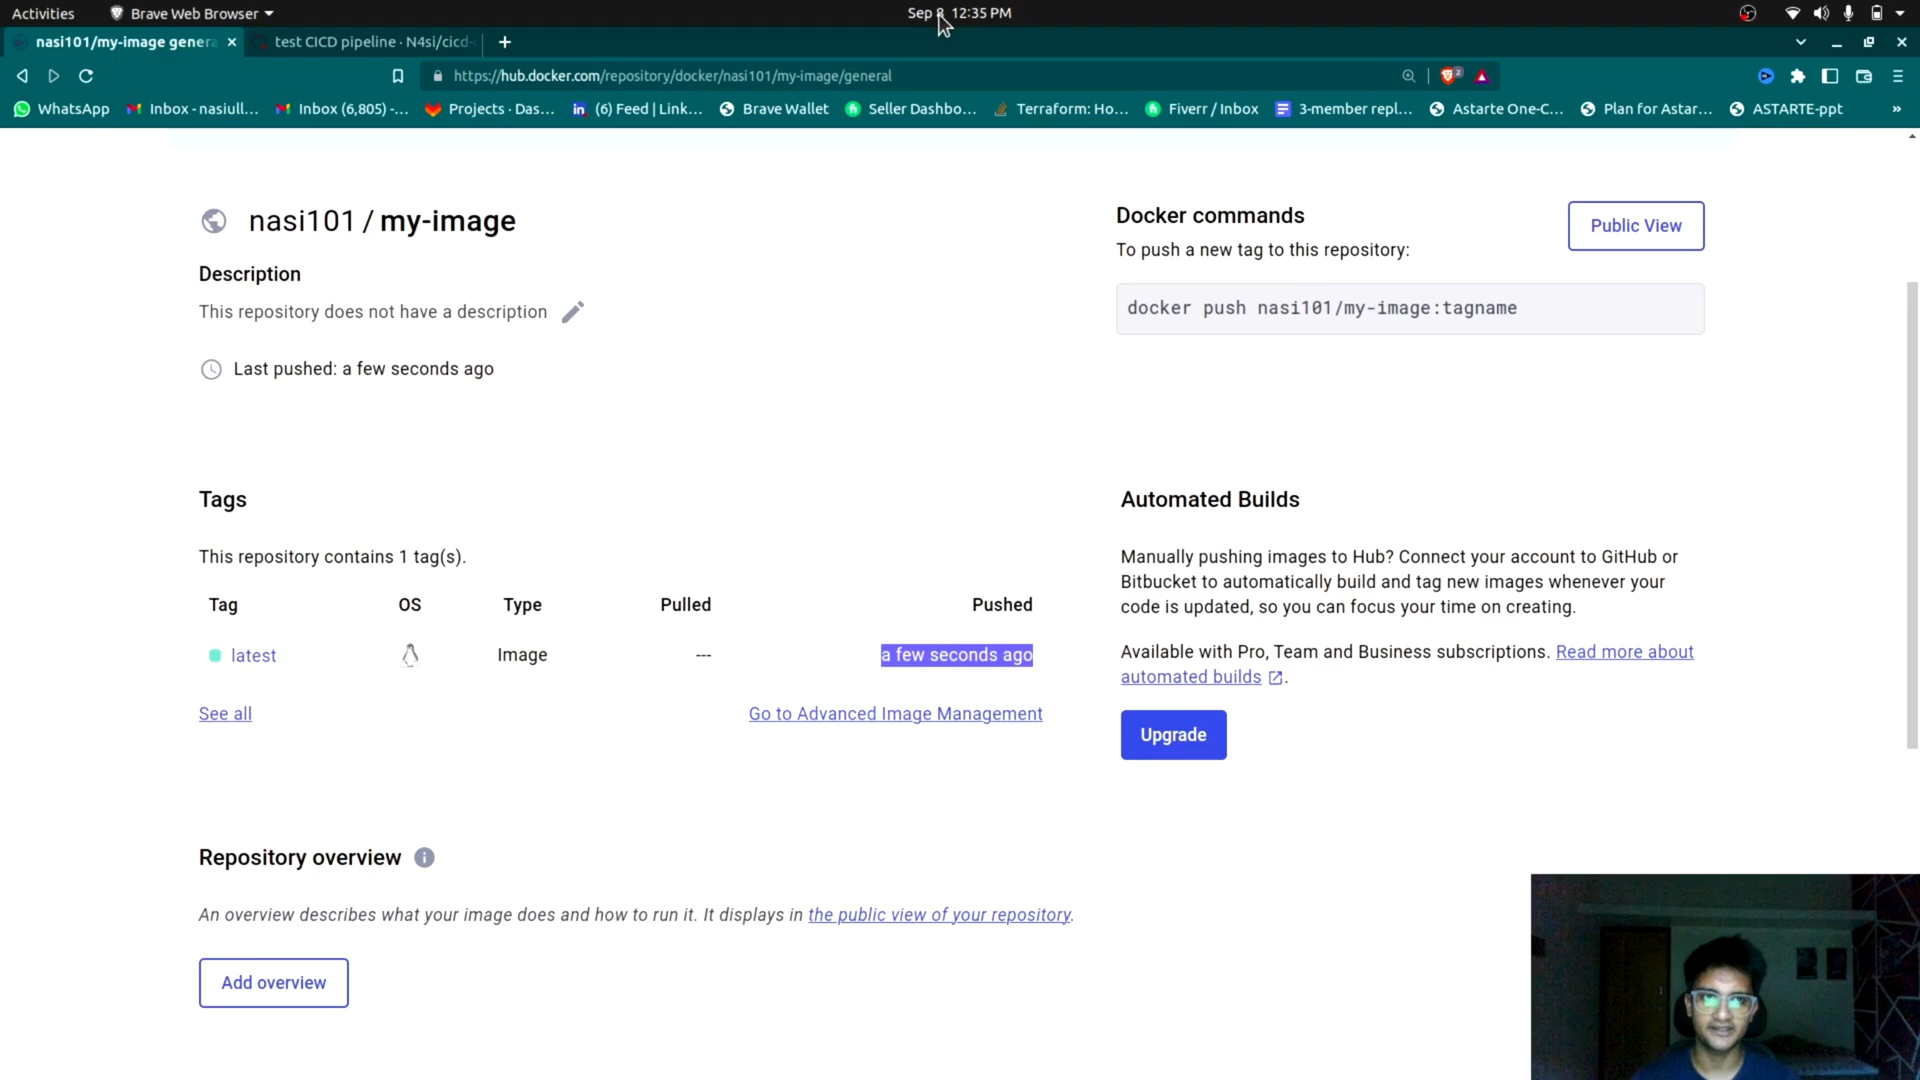 Activities
Brave Web Browser
Sep 8 12:35 PM
nasi101/my-image genera
test CICD pipeline · N4si/cicd-
https://hub.docker.com/repository/docker/nasi101/my-image/general
2
WhatsApp
Inbox - nasiull...
Inbox (6,805) -...
Projects · Das...
(6) Feed | Link...
Brave Wallet
Seller Dashbo...
Terraform: Ho...
Fiverr / Inbox
3-member repl...
Astarte One-C...
Plan for Astar...
ASTARTE-ppt
»
nasi101 / my-image
Description
This repository does not have a description
Last pushed: a few seconds ago
Docker commands
Public View
To push a new tag to this repository:
docker push nasi101/my-image:tagname
Tags
This repository contains 1 tag(s).
Tag OS Type Pulled Pushed
latest Image --- a few seconds ago
See all
Go to Advanced Image Management
Automated Builds
Manually pushing images to Hub? Connect your account to GitHub or
Bitbucket to automatically build and tag new images whenever your
code is updated, so you can focus your time on creating.
Available with Pro, Team and Business subscriptions. Read more about
automated builds .
Upgrade
Repository overview
An overview describes what your image does and how to run it. It displays in the public view of your repository.
Add overview